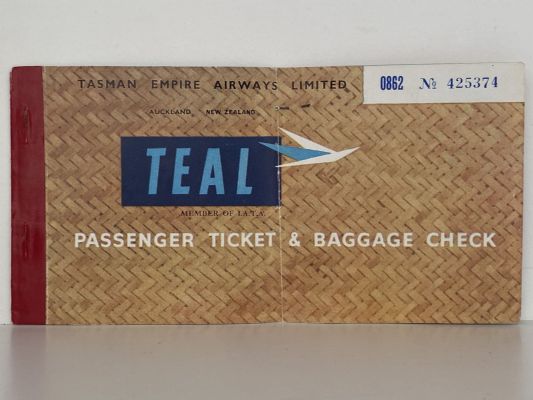 TASMAN EMPIRE AIRWAYS LIMITED
0862 № 425374
AUCKLAND NEW ZEALAND
TEAL
MEMBER OF I.A.T.A.
PASSENGER TICKET & BAGGAGE CHECK